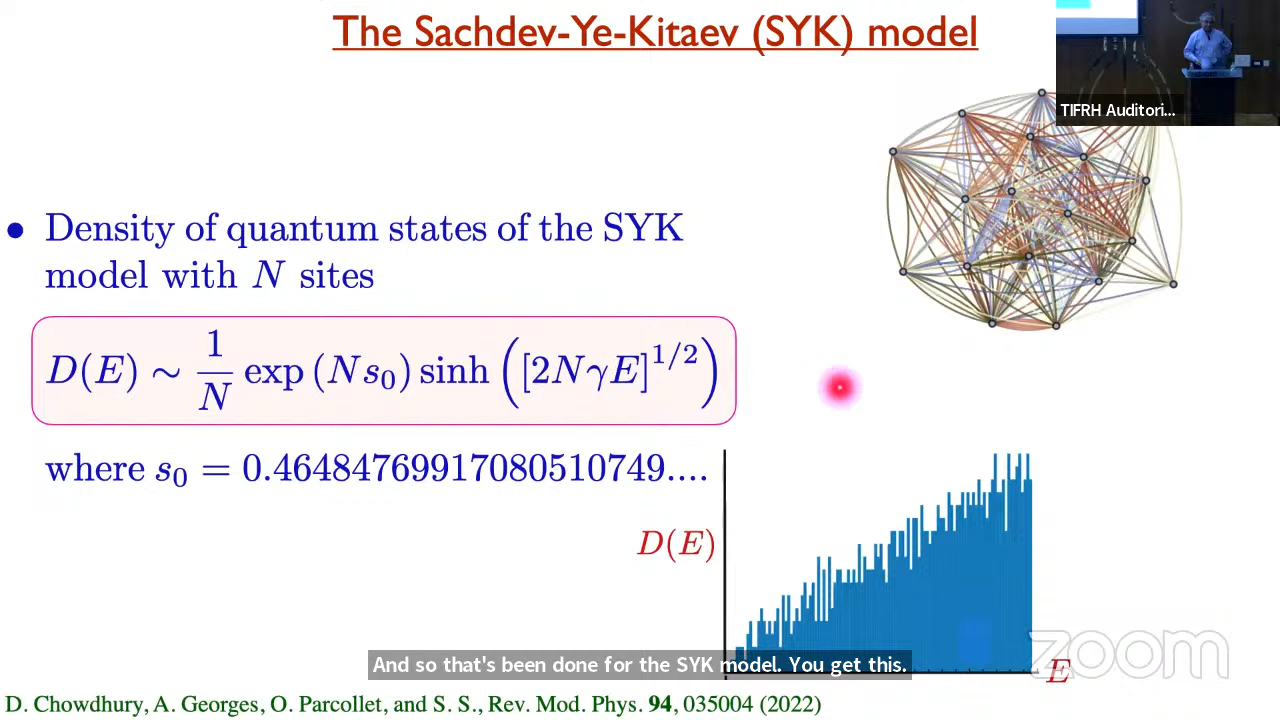 The Sachdev-Ye-Kitaev (SYK) model
TIFRH Auditori...
• Density of quantum states of the SYK
model with N sites
D(E) ∼ 1/N exp (Ns₀) sinh ([2NγE]^{1/2})
where s₀ = 0.46484769917080510749....
D(E)
E
zoom
And so that's been done for the SYK model. You get this.
D. Chowdhury, A. Georges, O. Parcollet, and S. S., Rev. Mod. Phys. 94, 035004 (2022)